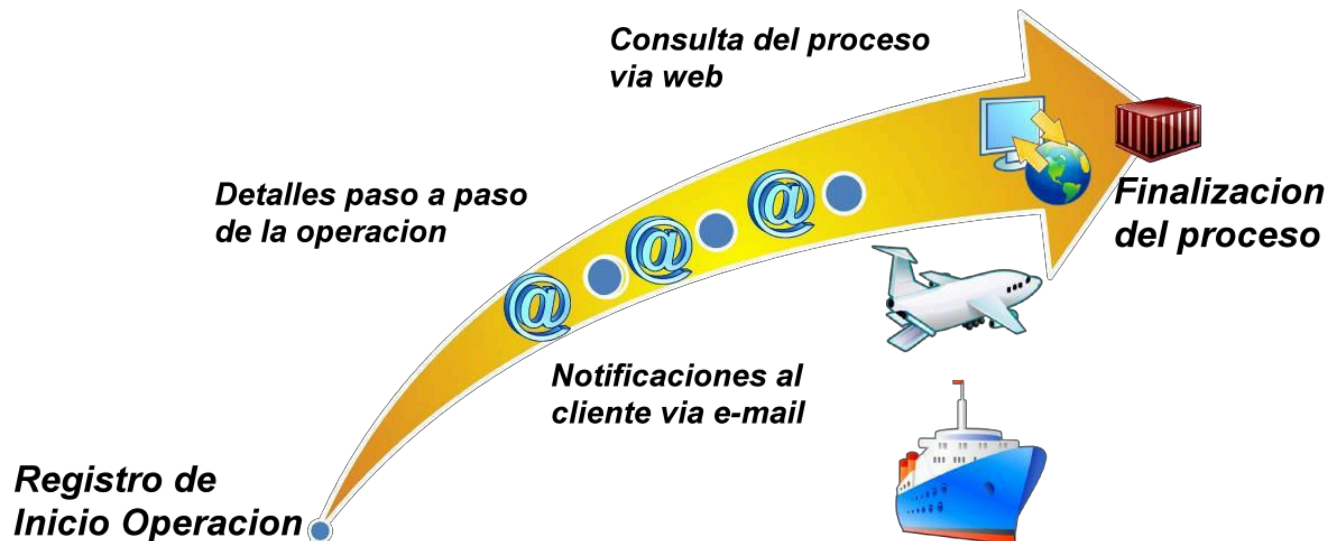 Consulta del proceso
via web
Detalles paso a paso
de la operacion
Finalizacion
del proceso
Notificaciones al
cliente via e-mail
Registro de
Inicio Operacion
@
@
@